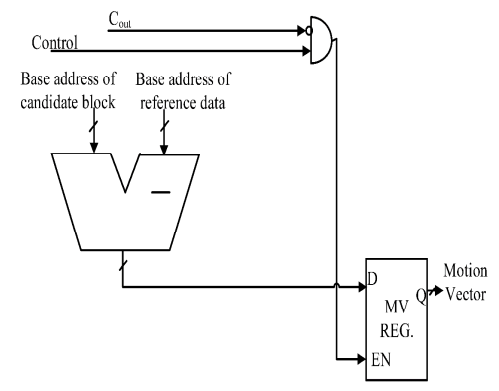 Cout
Control
Base address of
candidate block
Base address of
reference data
D
Q
MV
REG.
EN
Motion
Vector